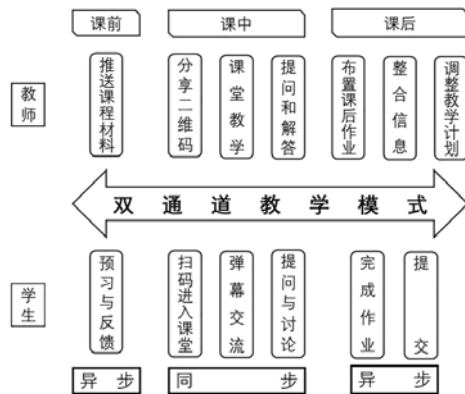 课前
课中
课后
教师
推送课程材料
分享二维码
课堂教学
提问和解答
布置课后作业
整合信息
调整教学计划
双通道教学模式
学生
预习与反馈
扫码进入课堂
弹幕交流
提问与讨论
完成作业
提交
异步
同步
异步